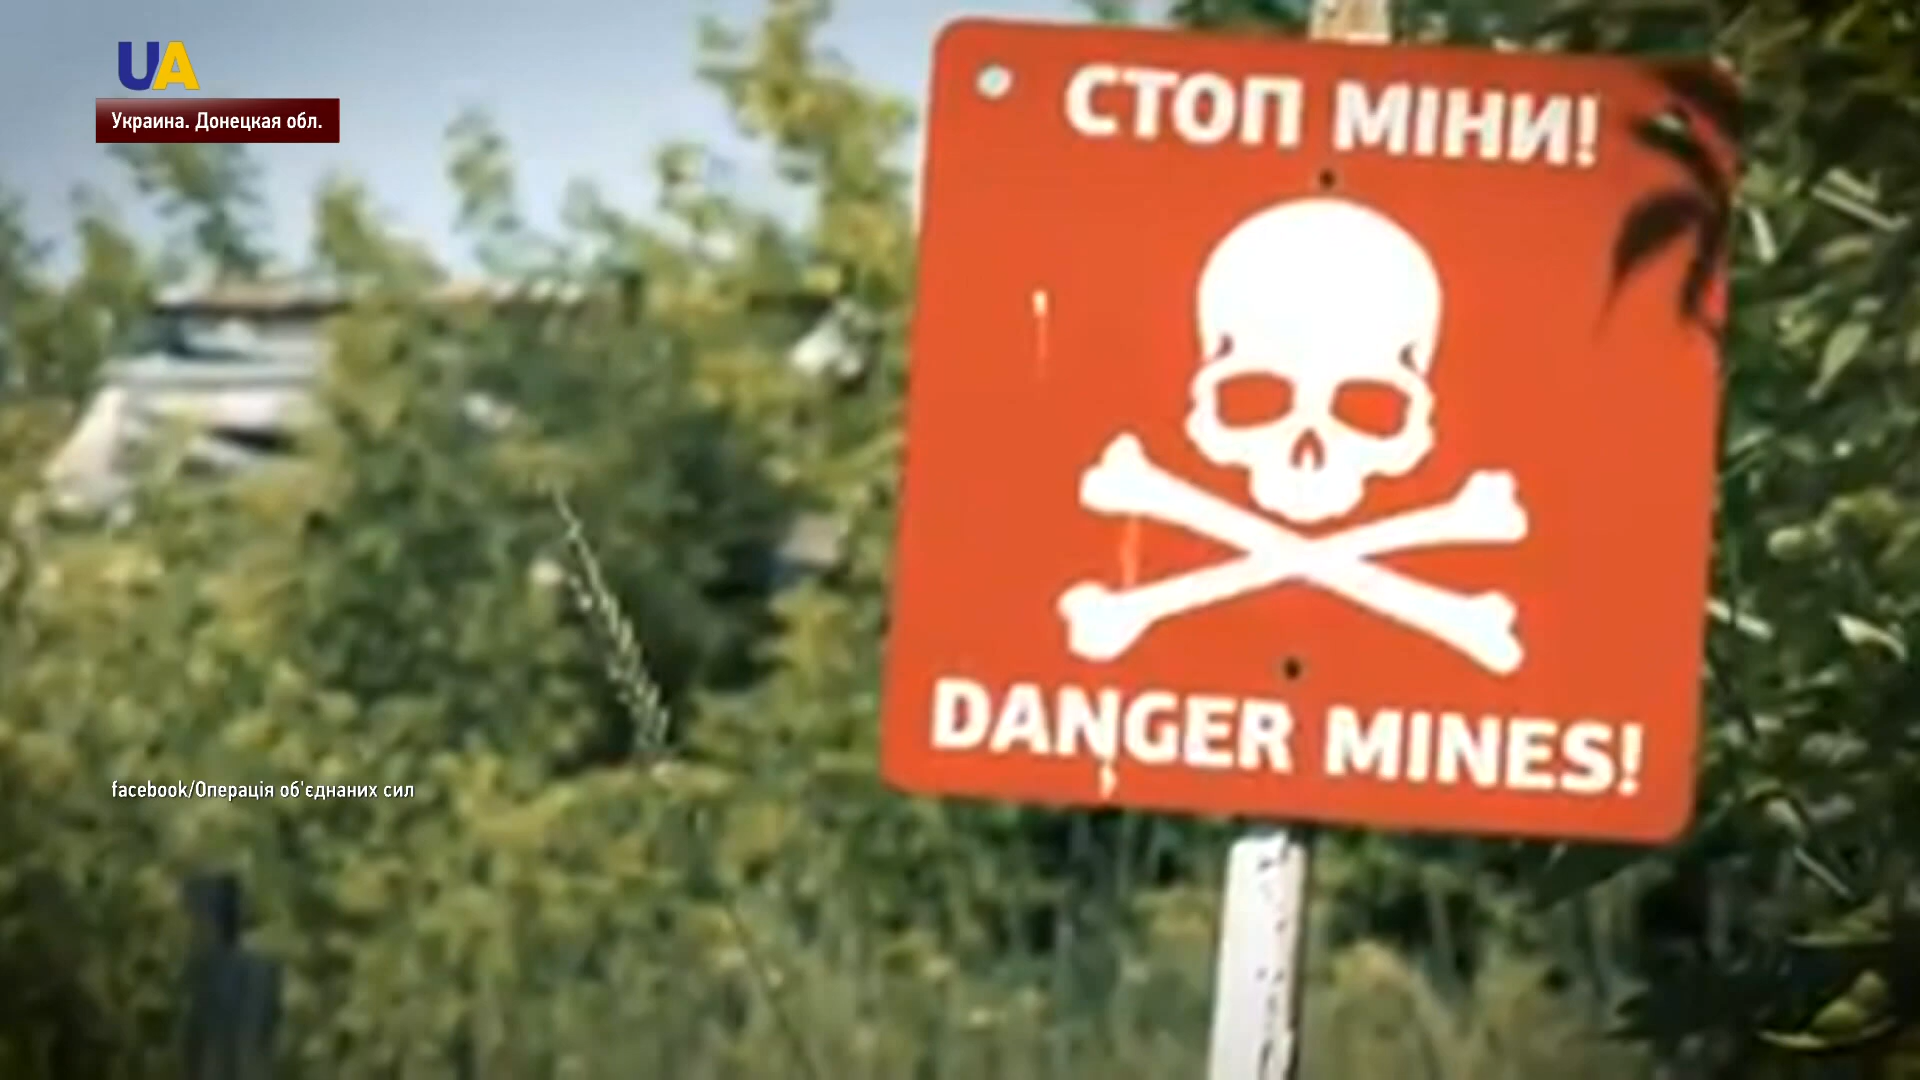 UA
Украина. Донецкая обл.
СТОП МІНИ!
DANGER MINES!
facebook/Операція об'єднаних сил